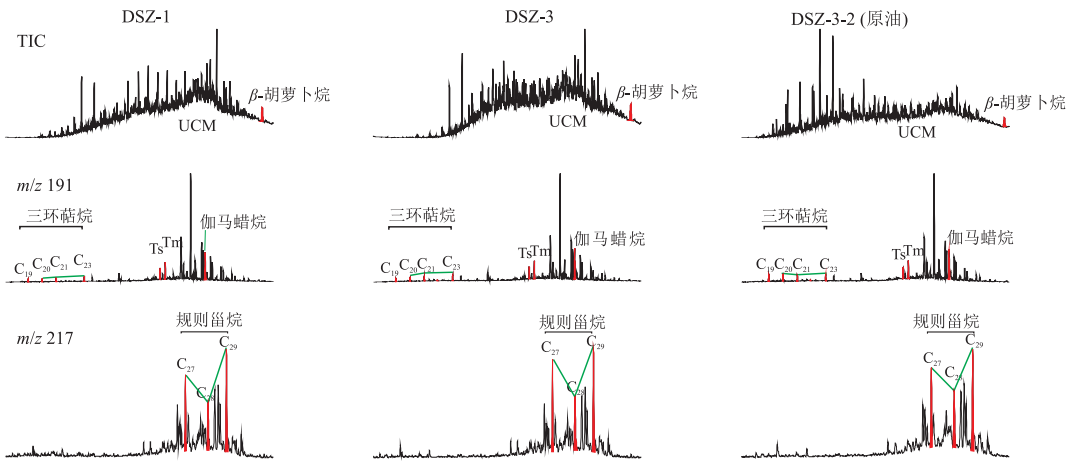 DSZ-1
DSZ-3
DSZ-3-2 (原油)
TIC
β-胡萝卜烷
UCM
β-胡萝卜烷
UCM
β-胡萝卜烷
UCM
m/z 191
三环萜烷
C₁₉ C₂₀ C₂₁ C₂₃
Ts Tm
伽马蜡烷
三环萜烷
C₁₉ C₂₀ C₂₁ C₂₃
Ts Tm
伽马蜡烷
三环萜烷
C₁₉ C₂₀ C₂₁ C₂₃
Ts Tm
伽马蜡烷
m/z 217
规则甾烷
C₂₇ C₂₈ C₂₉
规则甾烷
C₂₇ C₂₈ C₂₉
规则甾烷
C₂₇ C₂₈ C₂₉